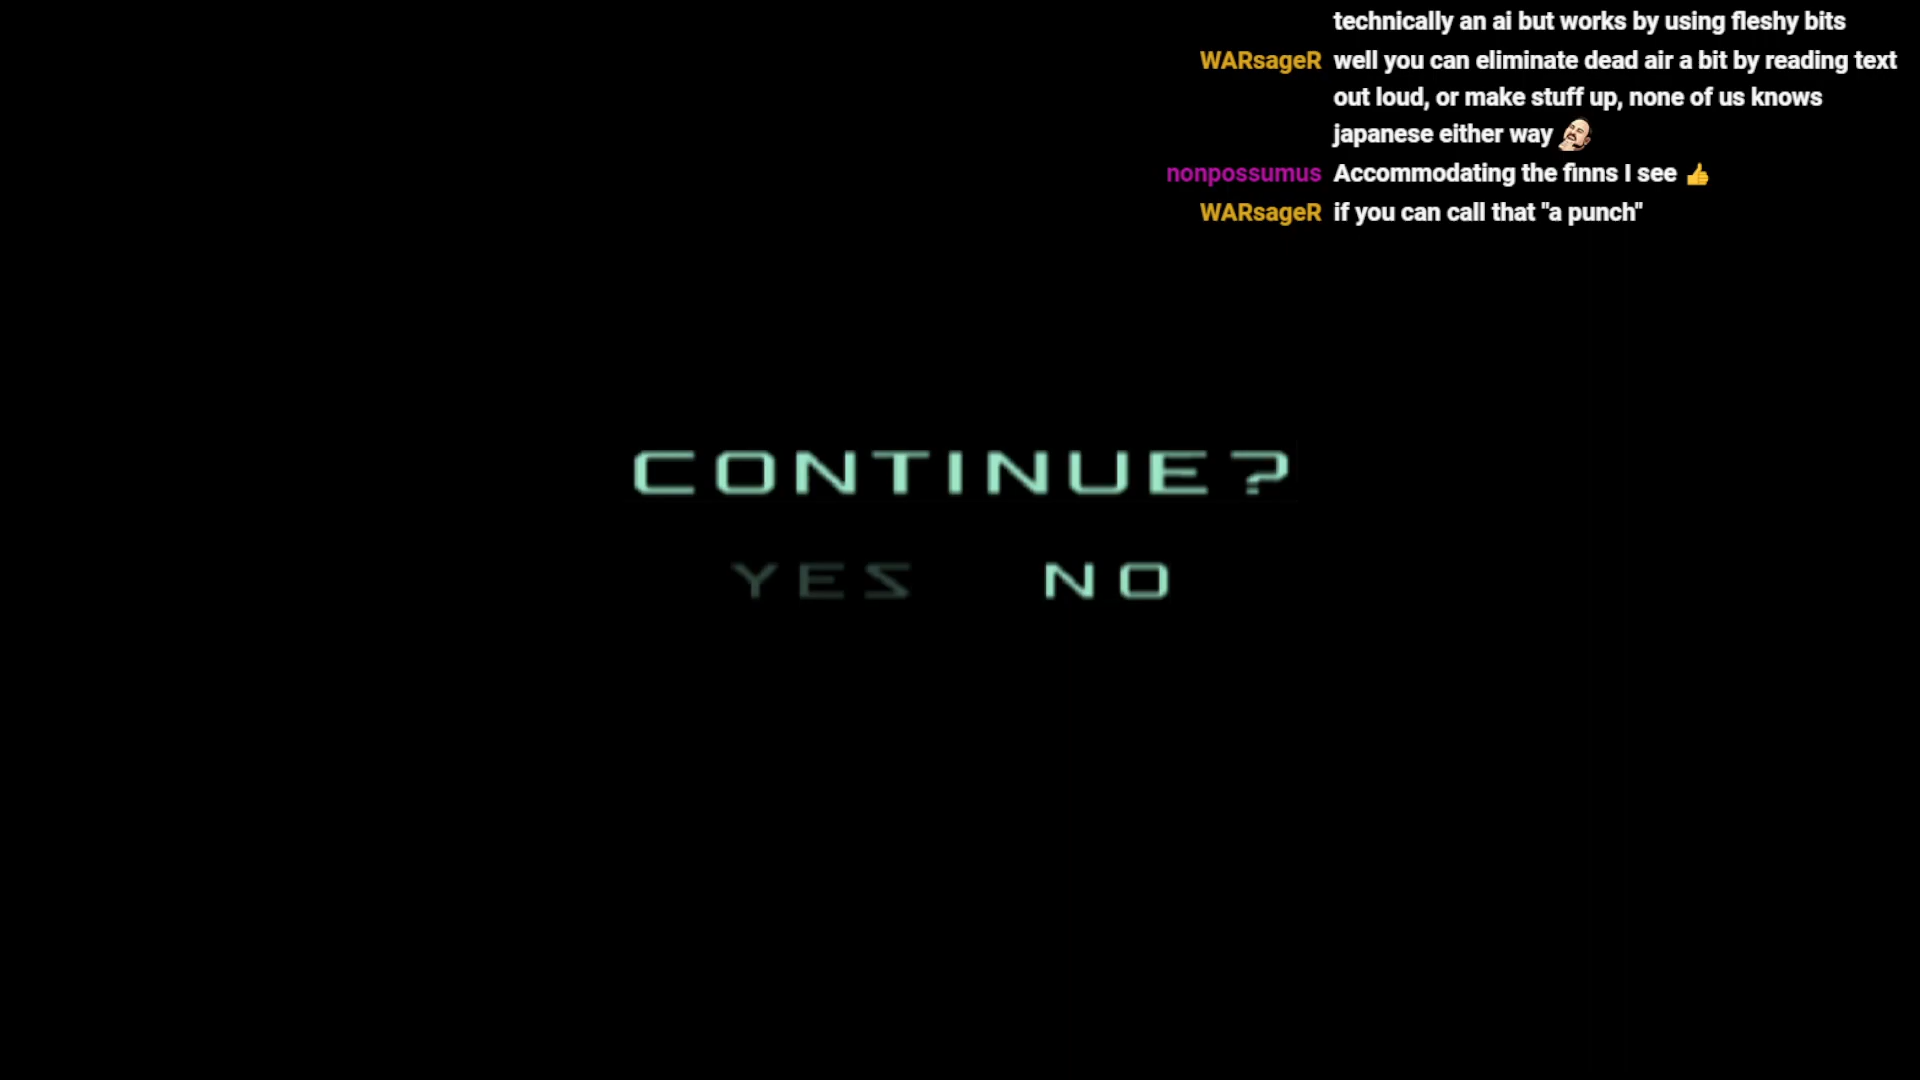 technically an ai but works by using fleshy bits
WARsageR well you can eliminate dead air a bit by reading text
out loud, or make stuff up, none of us knows
japanese either way
nonpossumus Accommodating the finns I see 👍
WARsageR if you can call that "a punch"
CONTINUE?
YES NO